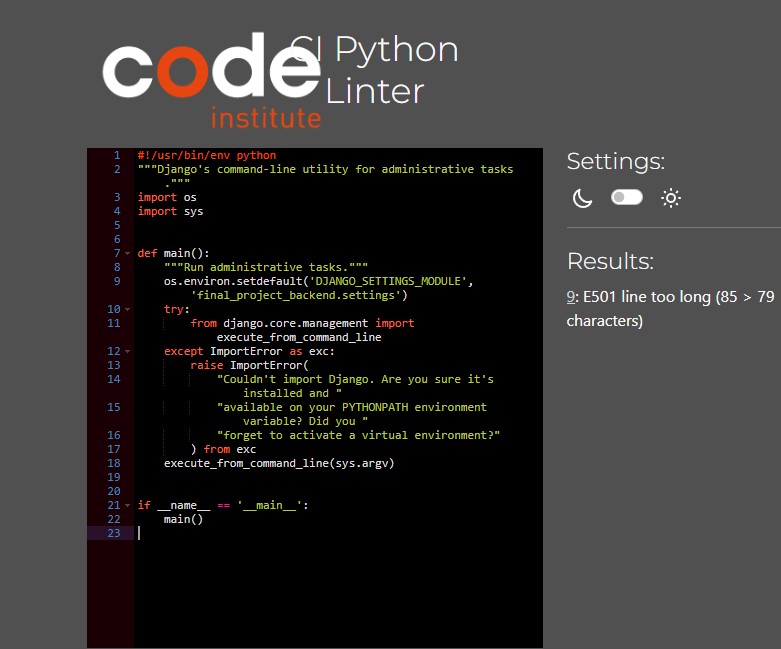 code
institute
CI Python
Linter
1 #!/usr/bin/env python
2 """Django's command-line utility for administrative tasks
."""
3 import os
4 import sys
5
6
7 def main():
8 """Run administrative tasks."""
9 os.environ.setdefault('DJANGO_SETTINGS_MODULE',
'final_project_backend.settings')
10 try:
11 from django.core.management import
execute_from_command_line
12 except ImportError as exc:
13 raise ImportError(
14 "Couldn't import Django. Are you sure it's
installed and "
15 "available on your PYTHONPATH environment
variable? Did you "
16 "forget to activate a virtual environment?"
17 ) from exc
18 execute_from_command_line(sys.argv)
19
20
21 if __name__ == '__main__':
22 main()
23
Settings:
Results:
9: E501 line too long (85 > 79
characters)